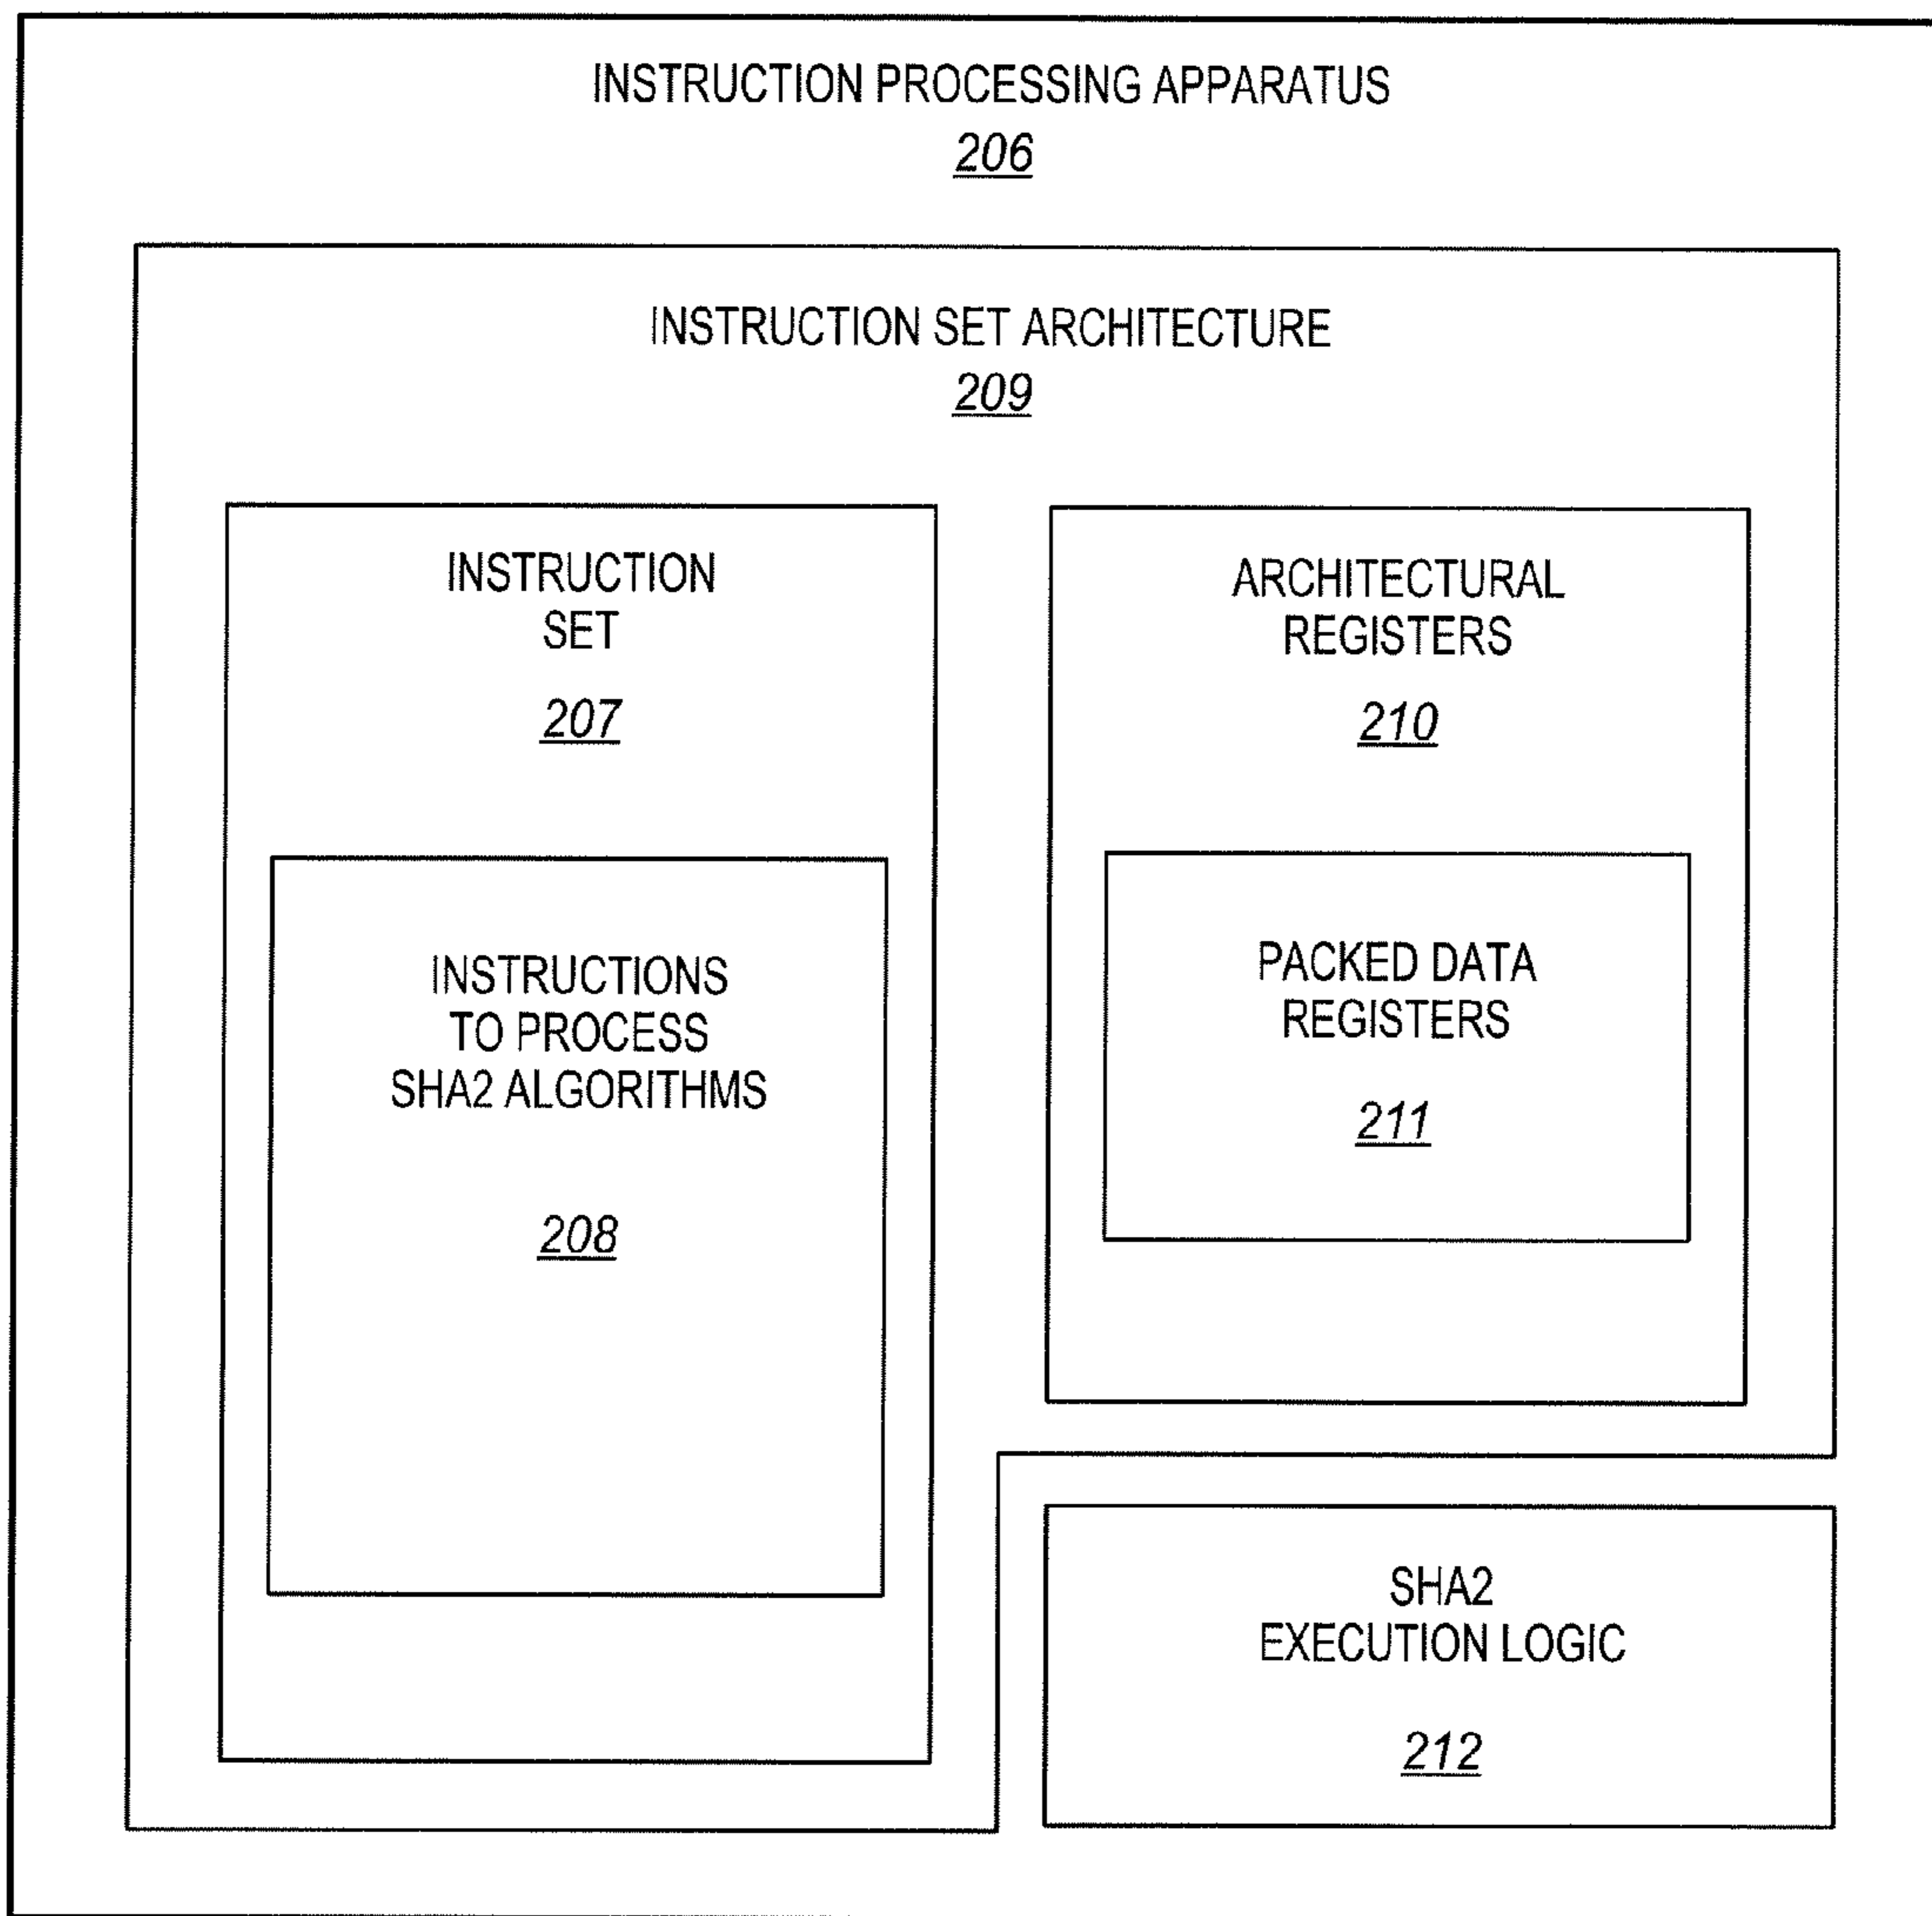 INSTRUCTION PROCESSING APPARATUS
206
INSTRUCTION SET ARCHITECTURE
209
INSTRUCTION
SET
207
INSTRUCTIONS
TO PROCESS
SHA2 ALGORITHMS
208
ARCHITECTURAL
REGISTERS
210
PACKED DATA
REGISTERS
211
SHA2
EXECUTION LOGIC
212